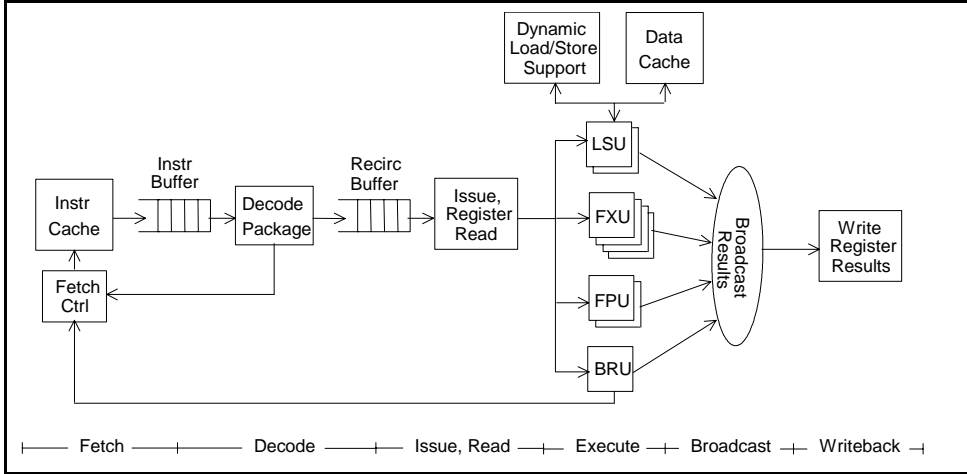 Dynamic
Load/Store
Support
Data
Cache
LSU
Instr
Buffer
Recirc
Buffer
Instr
Cache
Decode
Package
Issue,
Register
Read
FXU
Broadcast
Results
Write
Register
Results
Fetch
Ctrl
FPU
BRU
Fetch
Decode
Issue, Read
Execute
Broadcast
Writeback